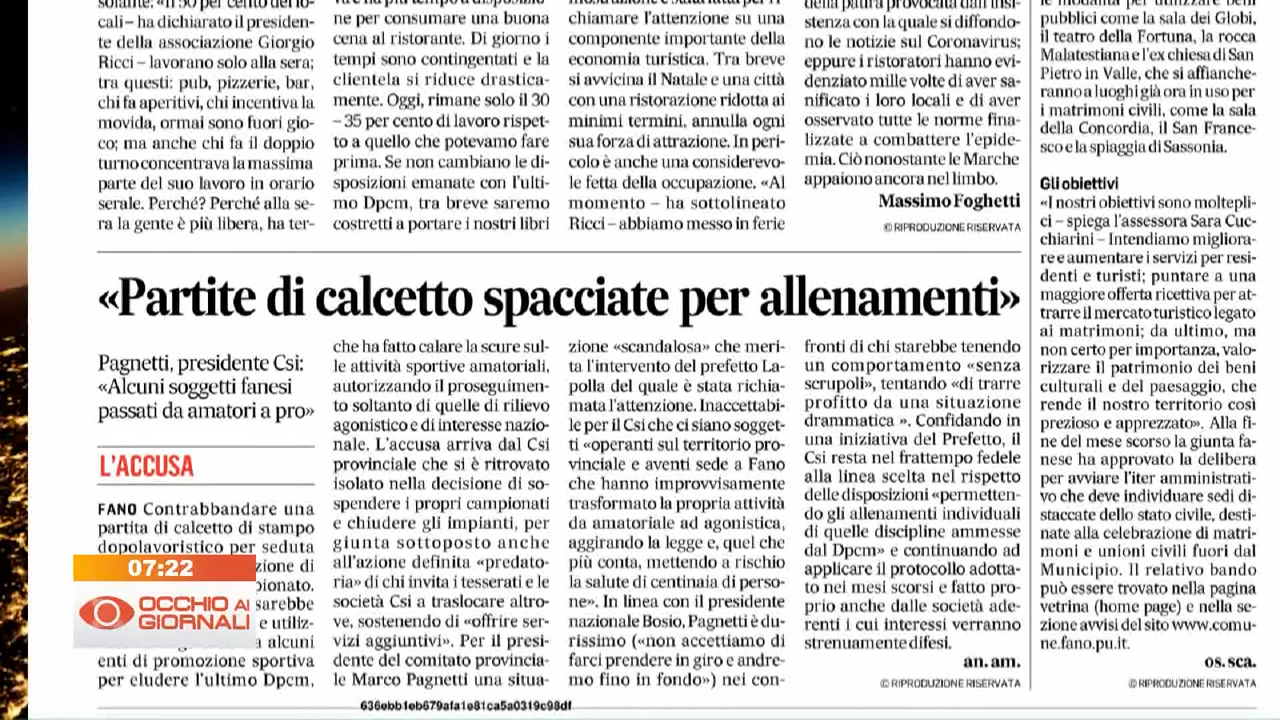 cali – ha dichiarato il presiden-
te della associazione Giorgio
Ricci – lavorano solo alla sera;
tra questi: pub, pizzerie, bar,
chi fa aperitivi, chi incentiva la
movida, ormai sono fuori gio-
co; ma anche chi fa il doppio
turno concentrava la massima
parte del suo lavoro in orario
serale. Perché? Perché alla se-
ra la gente è più libera, ha ter-
ne per consumare una buona
cena al ristorante. Di giorno i
tempi sono contingentati e la
clientela si riduce drastica-
mente. Oggi, rimane solo il 30
– 35 per cento di lavoro rispet-
to a quello che potevamo fare
prima. Se non cambiano le di-
sposizioni emanate con l'ulti-
mo Dpcm, tra breve saremo
costretti a portare i nostri libri
chiamare l'attenzione su una
componente importante della
economia turistica. Tra breve
si avvicina il Natale e una città
con una ristorazione ridotta ai
minimi termini, annulla ogni
sua forza di attrazione. In peri-
colo è anche una considerevo-
le fetta della occupazione. «Al
momento – ha sottolineato
Ricci – abbiamo messo in ferie
stenza con la quale si diffondo-
no le notizie sul Coronavirus;
eppure i ristoratori hanno evi-
denziato mille volte di aver sa-
nificato i loro locali e di aver
osservato tutte le norme fina-
lizzate a combattere l'epide-
mia. Ciò nonostante le Marche
appaiono ancora nel limbo.
Massimo Foghetti
© RIPRODUZIONE RISERVATA
pubblici come la sala dei Globi,
il teatro della Fortuna, la rocca
Malatestiana e l'ex chiesa di San
Pietro in Valle, che si affianche-
ranno a luoghi già ora in uso per
i matrimoni civili, come la sala
della Concordia, il San France-
sco e la spiaggia di Sassonia.
Gli obiettivi
«I nostri obiettivi sono moltepli-
ci – spiega l'assessora Sara Cuc-
chiarini – Intendiamo migliora-
re e aumentare i servizi per resi-
denti e turisti; puntare a una
maggiore offerta ricettiva per at-
trarre il mercato turistico legato
ai matrimoni; da ultimo, ma
non certo per importanza, valo-
rizzare il patrimonio dei beni
culturali e del paesaggio, che
rende il nostro territorio così
prezioso e apprezzato». Alla fi-
ne del mese scorso la giunta fa-
nese ha approvato la delibera
per avviare l'iter amministrati-
vo che deve individuare sedi di-
staccate dello stato civile, desti-
nate alla celebrazione di matri-
moni e unioni civili fuori dal
Municipio. Il relativo bando
può essere trovato nella pagina
vetrina (home page) e nella se-
zione avvisi del sito www.comu-
ne.fano.pu.it.
os. sca.
© RIPRODUZIONE RISERVATA
«Partite di calcetto spacciate per allenamenti»
Pagnetti, presidente Csi:
«Alcuni soggetti fanesi
passati da amatori a pro»
L'ACCUSA
FANO Contrabbandare una
partita di calcetto di stampo
dopolavoristico per seduta
zione di
pionato.
sarebbe
e utiliz-
a alcuni
enti di promozione sportiva
per eludere l'ultimo Dpcm,
che ha fatto calare la scure sul-
le attività sportive amatoriali,
autorizzando il proseguimen-
to soltanto di quelle di rilievo
agonistico e di interesse nazio-
nale. L'accusa arriva dal Csi
provinciale che si è ritrovato
isolato nella decisione di so-
spendere i propri campionati
e chiudere gli impianti, per
giunta sottoposto anche
all'azione definita «predato-
ria» di chi invita i tesserati e le
società Csi a traslocare altro-
ve, sostenendo di «offrire ser-
vizi aggiuntivi». Per il presi-
dente del comitato provincia-
le Marco Pagnetti una situa-
zione «scandalosa» che meri-
ta l'intervento del prefetto La-
polla del quale è stata richia-
mata l'attenzione. Inaccettabi-
le per il Csi che ci siano sogget-
ti «operanti sul territorio pro-
vinciale e aventi sede a Fano
che hanno improvvisamente
trasformato la propria attività
da amatoriale ad agonistica,
aggirando la legge e, quel che
più conta, mettendo a rischio
la salute di centinaia di perso-
ne». In linea con il presidente
nazionale Bosio, Pagnetti è du-
rissimo («non accettiamo di
farci prendere in giro e andre-
mo fino in fondo») nei con-
fronti di chi starebbe tenendo
un comportamento «senza
scrupoli», tentando «di trarre
profitto da una situazione
drammatica ». Confidando in
una iniziativa del Prefetto, il
Csi resta nel frattempo fedele
alla linea scelta nel rispetto
delle disposizioni «permetten-
do gli allenamenti individuali
di quelle discipline ammesse
dal Dpcm» e continuando ad
applicare il protocollo adotta-
to nei mesi scorsi e fatto pro-
prio anche dalle società ade-
renti i cui interessi verranno
strenuamente difesi.
an. am.
© RIPRODUZIONE RISERVATA
07:22
OCCHIO AI
GIORNALI
636ebb1eb679afa1e81ca5a0319c98df